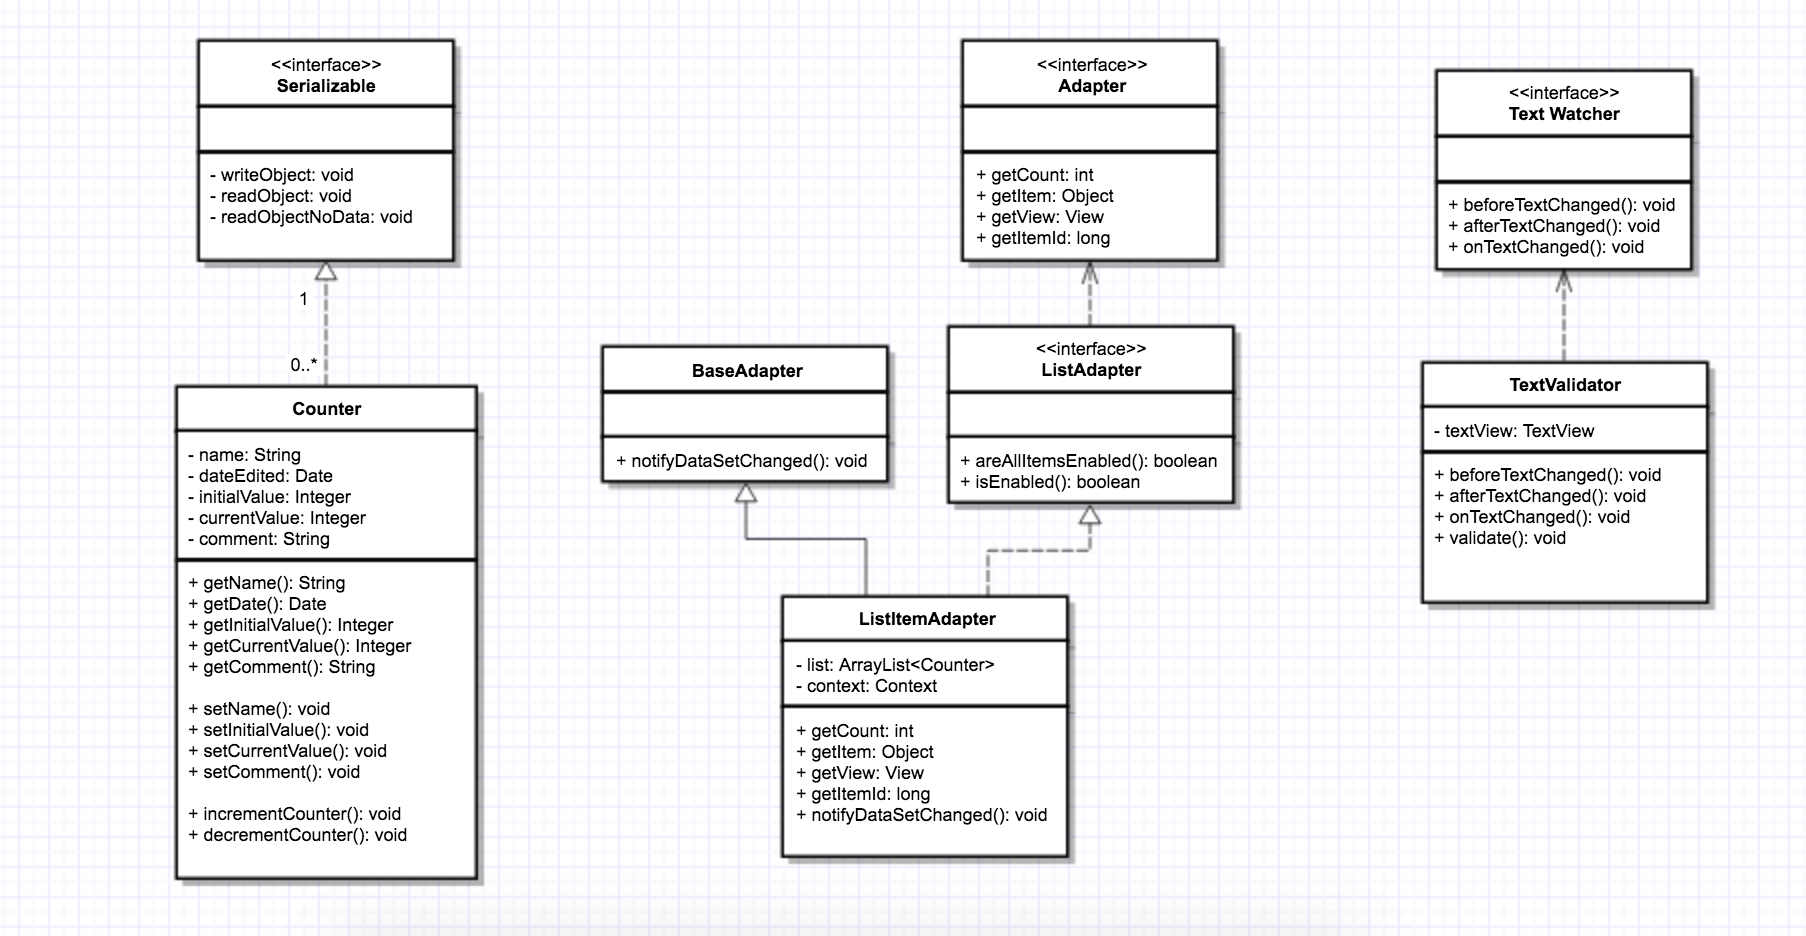 <<interface>>
Serializable
- writeObject: void
- readObject: void
- readObjectNoData: void
1
0..*
Counter
- name: String
- dateEdited: Date
- initialValue: Integer
- currentValue: Integer
- comment: String
+ getName(): String
+ getDate(): Date
+ getInitialValue(): Integer
+ getCurrentValue(): Integer
+ getComment(): String
+ setName(): void
+ setInitialValue(): void
+ setCurrentValue(): void
+ setComment(): void
+ incrementCounter(): void
+ decrementCounter(): void
<<interface>>
Adapter
+ getCount: int
+ getItem: Object
+ getView: View
+ getItemId: long
BaseAdapter
+ notifyDataSetChanged(): void
<<interface>>
ListAdapter
+ areAllItemsEnabled(): boolean
+ isEnabled(): boolean
ListItemAdapter
- list: ArrayList<Counter>
- context: Context
+ getCount: int
+ getItem: Object
+ getView: View
+ getItemId: long
+ notifyDataSetChanged(): void
<<interface>>
Text Watcher
+ beforeTextChanged(): void
+ afterTextChanged(): void
+ onTextChanged(): void
TextValidator
- textView: TextView
+ beforeTextChanged(): void
+ afterTextChanged(): void
+ onTextChanged(): void
+ validate(): void